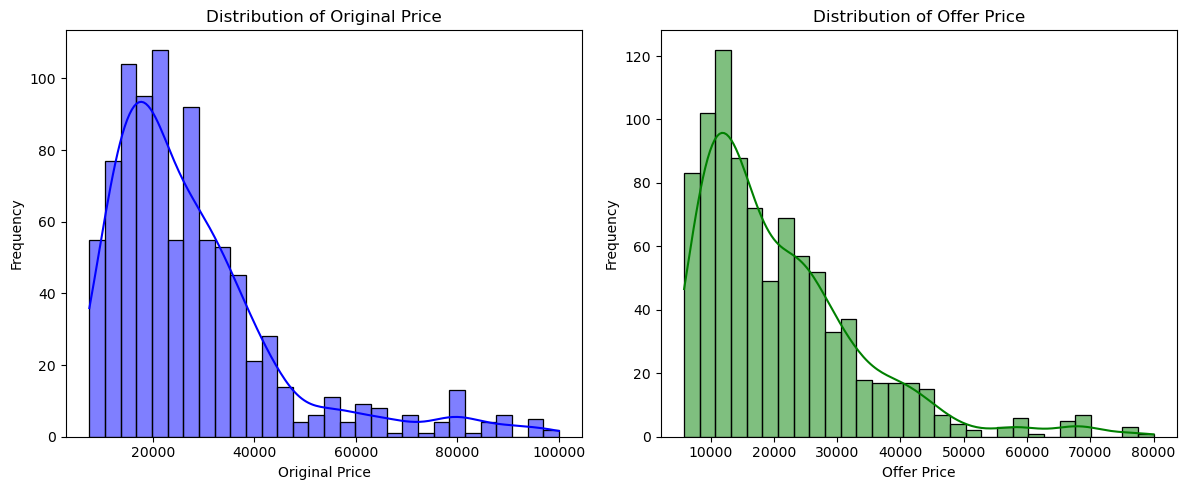 Distribution of Original Price
Frequency
0
20
40
60
80
100
20000 40000 60000 80000 100000
Original Price
Distribution of Offer Price
Frequency
0
20
40
60
80
100
120
10000 20000 30000 40000 50000 60000 70000 80000
Offer Price